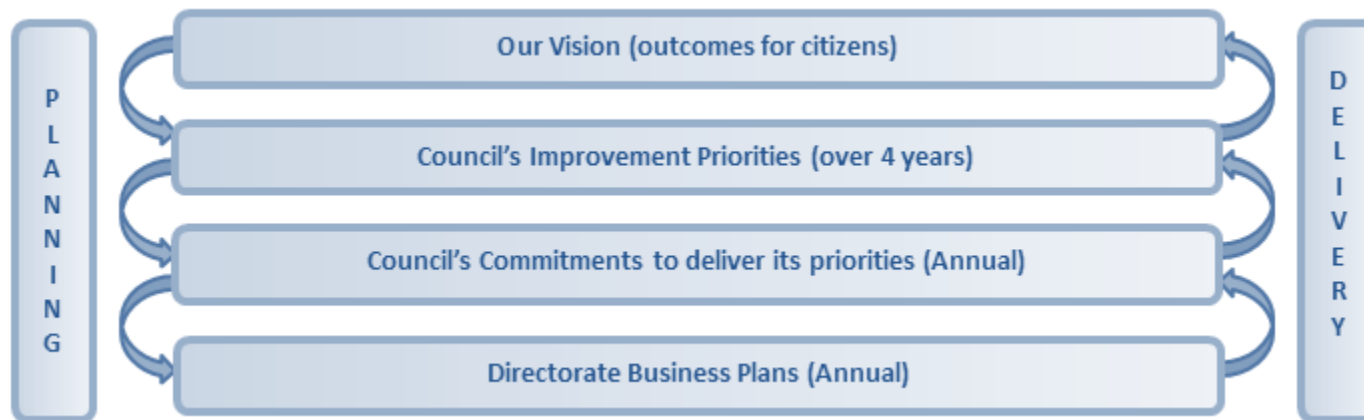 PLANNING
Our Vision (outcomes for citizens)
Council's Improvement Priorities (over 4 years)
Council's Commitments to deliver its priorities (Annual)
Directorate Business Plans (Annual)
DELIVERY